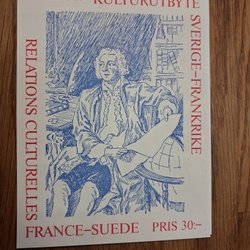 KULTURUTBYTE
SVERIGE–FRANKRIKE
RELATIONS CULTURELLES
FRANCE–SUEDE PRIS 30:–